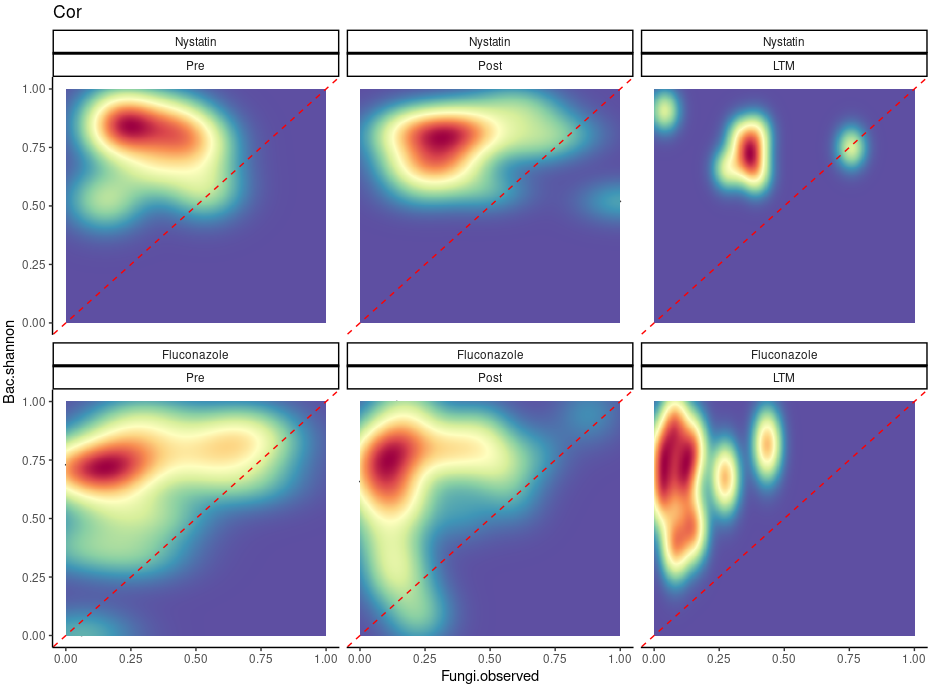 Cor
Nystatin Nystatin Nystatin
Pre Post LTM
1.00
0.75
0.50
0.25
0.00
Bac.shannon
Fluconazole Fluconazole Fluconazole
Pre Post LTM
1.00
0.75
0.50
0.25
0.00
0.00 0.25 0.50 0.75 1.00 0.00 0.25 0.50 0.75 1.00 0.00 0.25 0.50 0.75 1.00
Fungi.observed